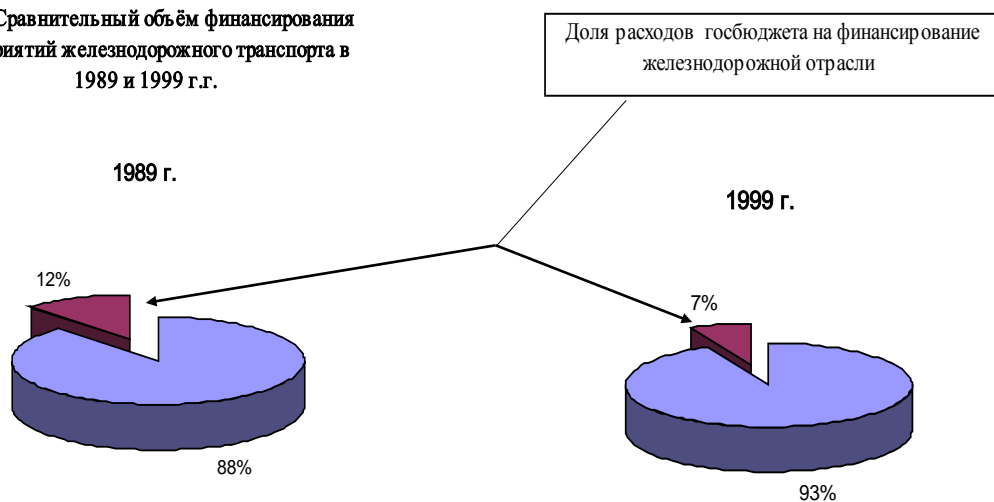 Сравнительный объём финансирования
риятий железнодорожного транспорта в
1989 и 1999 г.г.
Доля расходов госбюджета на финансирование
железнодорожной отрасли
1989 г.
1999 г.
12%
88%
7%
93%